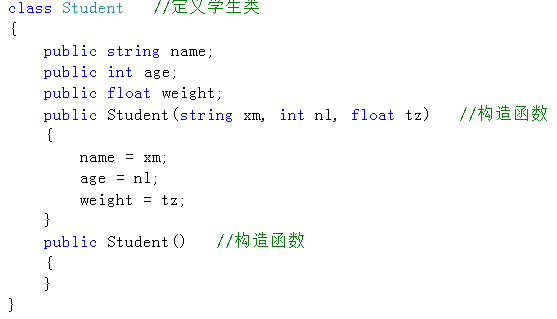 class Student   //定义学生类
{
    public string name;
    public int age;
    public float weight;
    public Student(string xm, int nl, float tz)   //构造函数
    {
        name = xm;
        age = nl;
        weight = tz;
    }
    public Student()   //构造函数
    {
    }
}